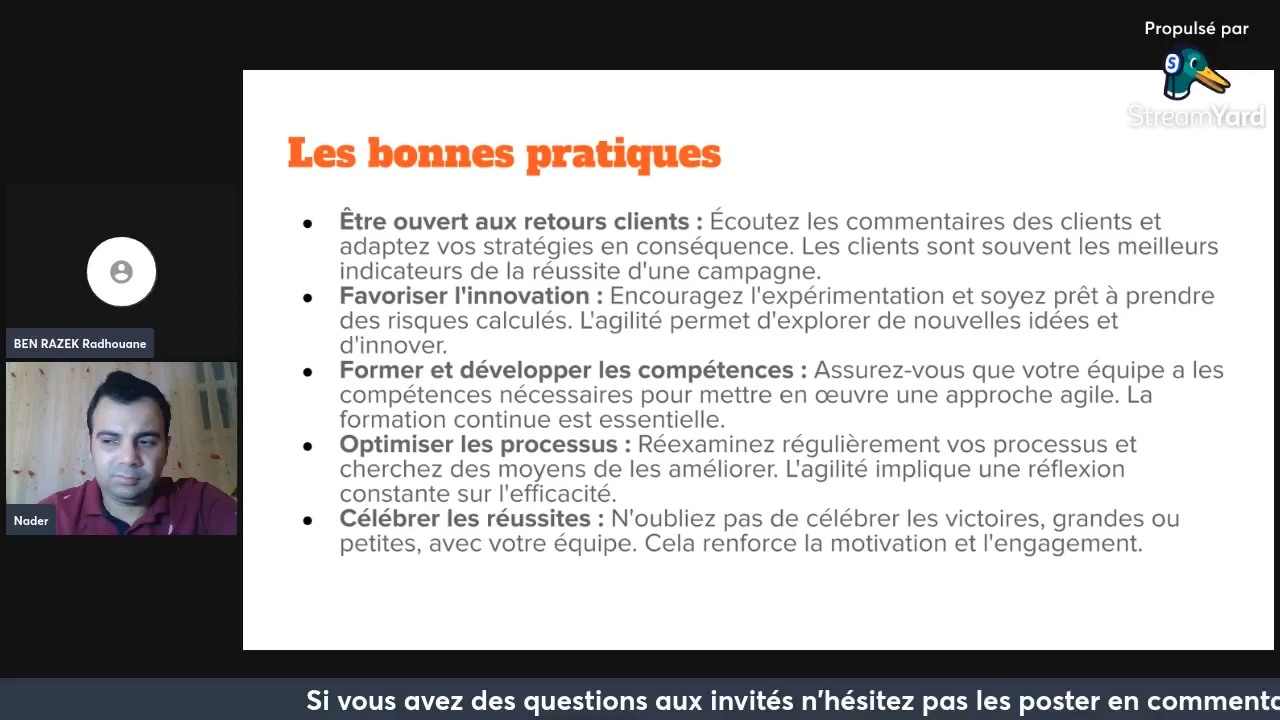 Propulsé par
S
StreamYard
Les bonnes pratiques
● Être ouvert aux retours clients : Écoutez les commentaires des clients et
adaptez vos stratégies en conséquence. Les clients sont souvent les meilleurs
indicateurs de la réussite d'une campagne.
● Favoriser l'innovation : Encouragez l'expérimentation et soyez prêt à prendre
des risques calculés. L'agilité permet d'explorer de nouvelles idées et
d'innover.
● Former et développer les compétences : Assurez-vous que votre équipe a les
compétences nécessaires pour mettre en œuvre une approche agile. La
formation continue est essentielle.
● Optimiser les processus : Réexaminez régulièrement vos processus et
cherchez des moyens de les améliorer. L'agilité implique une réflexion
constante sur l'efficacité.
● Célébrer les réussites : N'oubliez pas de célébrer les victoires, grandes ou
petites, avec votre équipe. Cela renforce la motivation et l'engagement.
BEN RAZEK Radhouane
Nader
Si vous avez des questions aux invités n'hésitez pas les poster en commento